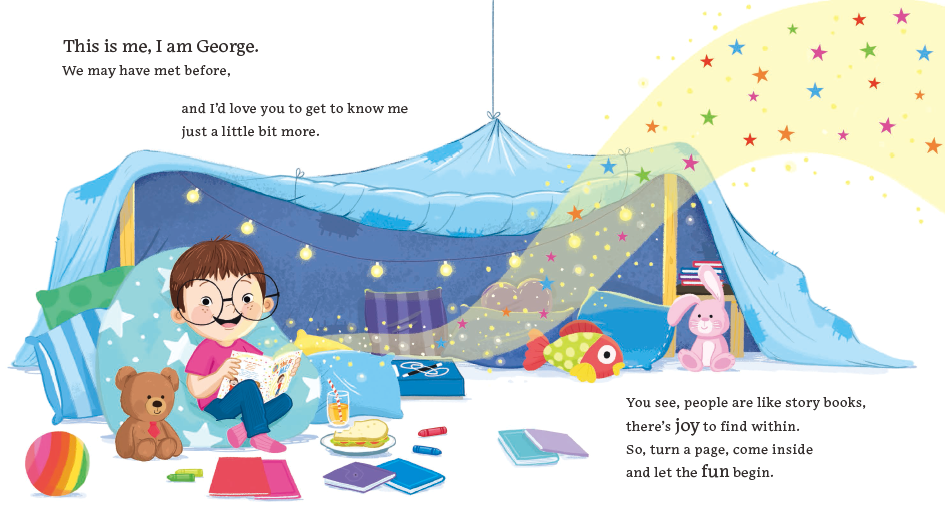 This is me, I am George.
We may have met before,
and I'd love you to get to know me
just a little bit more.
You see, people are like story books,
there's joy to find within.
So, turn a page, come inside
and let the fun begin.